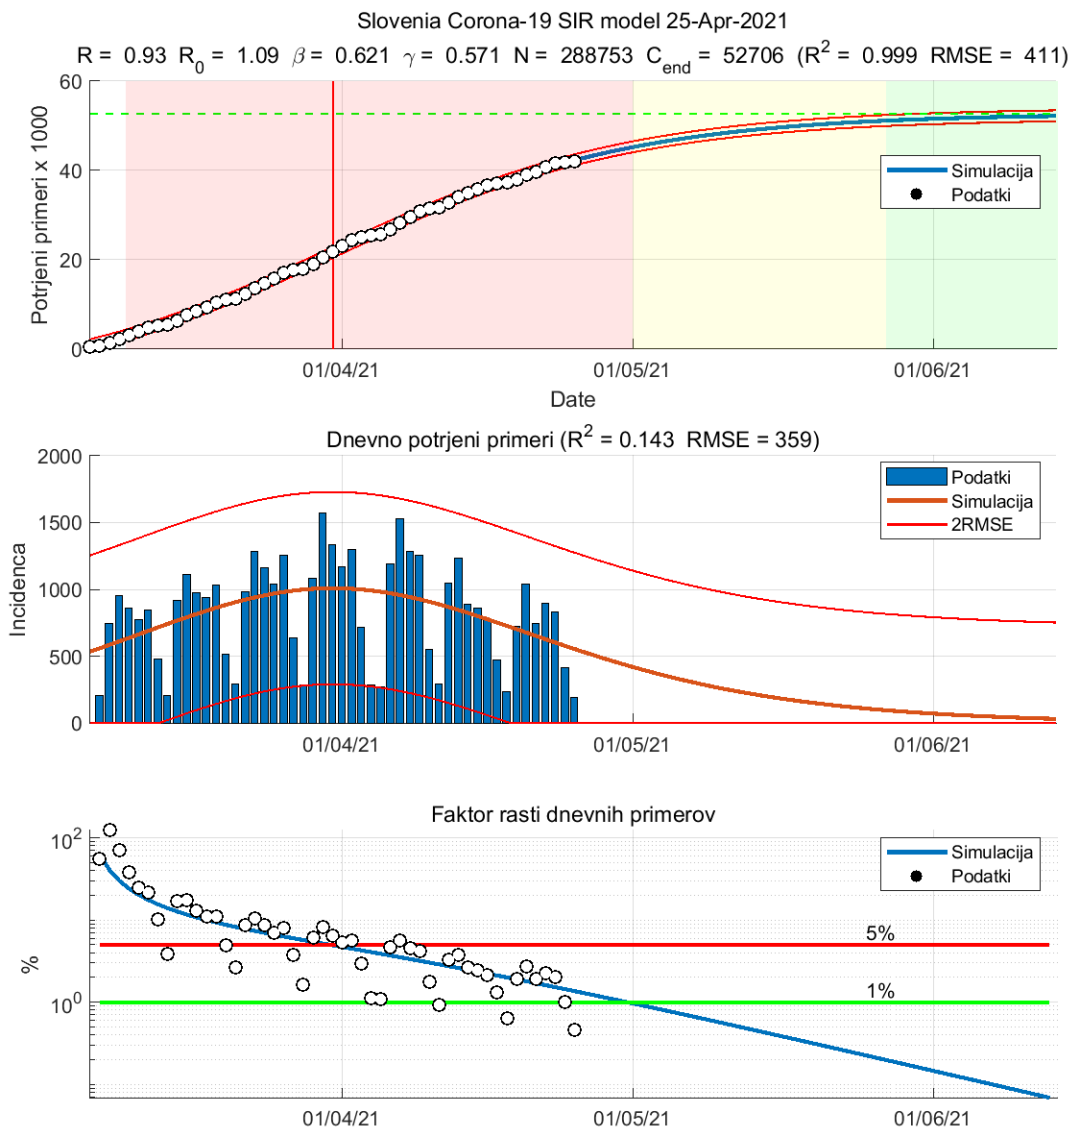 Slovenia Corona-19 SIR model 25-Apr-2021
R = 0.93 R0 = 1.09 β = 0.621 γ = 0.571 N = 288753 Cend = 52706 (R2 = 0.999 RMSE = 411)
60
40
20
0
Potrjeni primeri x 1000
Simulacija
Podatki
01/04/21 01/05/21 01/06/21
Date
Dnevno potrjeni primeri (R2 = 0.143 RMSE = 359)
2000
1500
1000
500
0
Incidenca
Podatki
Simulacija
2RMSE
01/04/21 01/05/21 01/06/21
Faktor rasti dnevnih primerov
102
100
%
Simulacija
Podatki
5%
1%
01/04/21 01/05/21 01/06/21